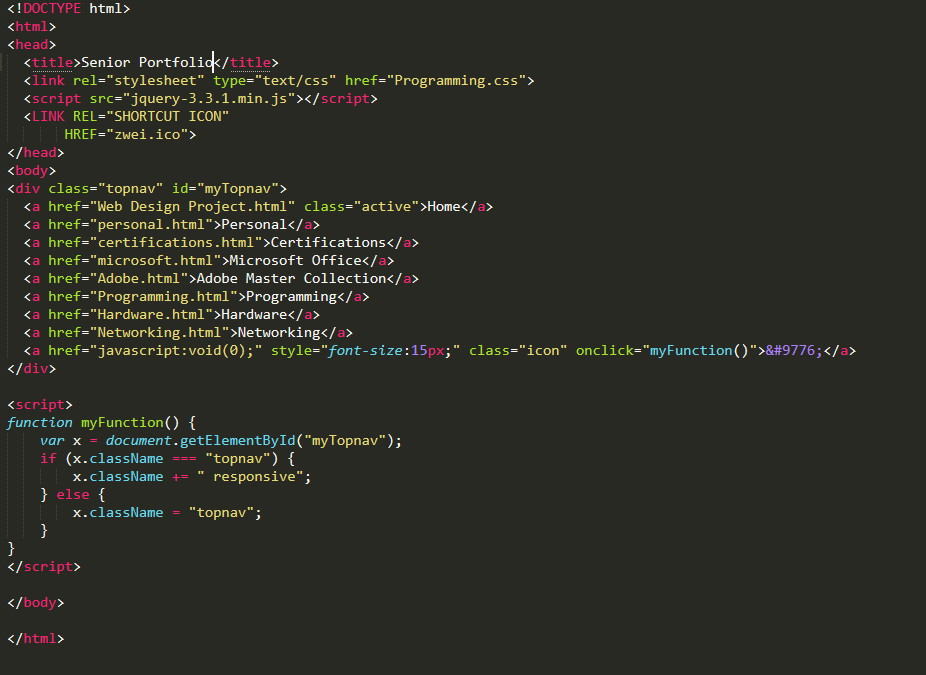 <!DOCTYPE html>
<html>
<head>
  <title>Senior Portfolio</title>
  <link rel="stylesheet" type="text/css" href="Programming.css">
  <script src="jquery-3.3.1.min.js"></script>
  <LINK REL="SHORTCUT ICON"
       HREF="zwei.ico">
</head>
<body>
<div class="topnav" id="myTopnav">
  <a href="Web Design Project.html" class="active">Home</a>
  <a href="personal.html">Personal</a>
  <a href="certifications.html">Certifications</a>
  <a href="microsoft.html">Microsoft Office</a>
  <a href="Adobe.html">Adobe Master Collection</a>
  <a href="Programming.html">Programming</a>
  <a href="Hardware.html">Hardware</a>
  <a href="Networking.html">Networking</a>
  <a href="javascript:void(0);" style="font-size:15px;" class="icon" onclick="myFunction()">&#9776;</a>
</div>

<script>
function myFunction() {
    var x = document.getElementById("myTopnav");
    if (x.className === "topnav") {
        x.className += " responsive";
    } else {
        x.className = "topnav";
    }
}
</script>

</body>

</html>